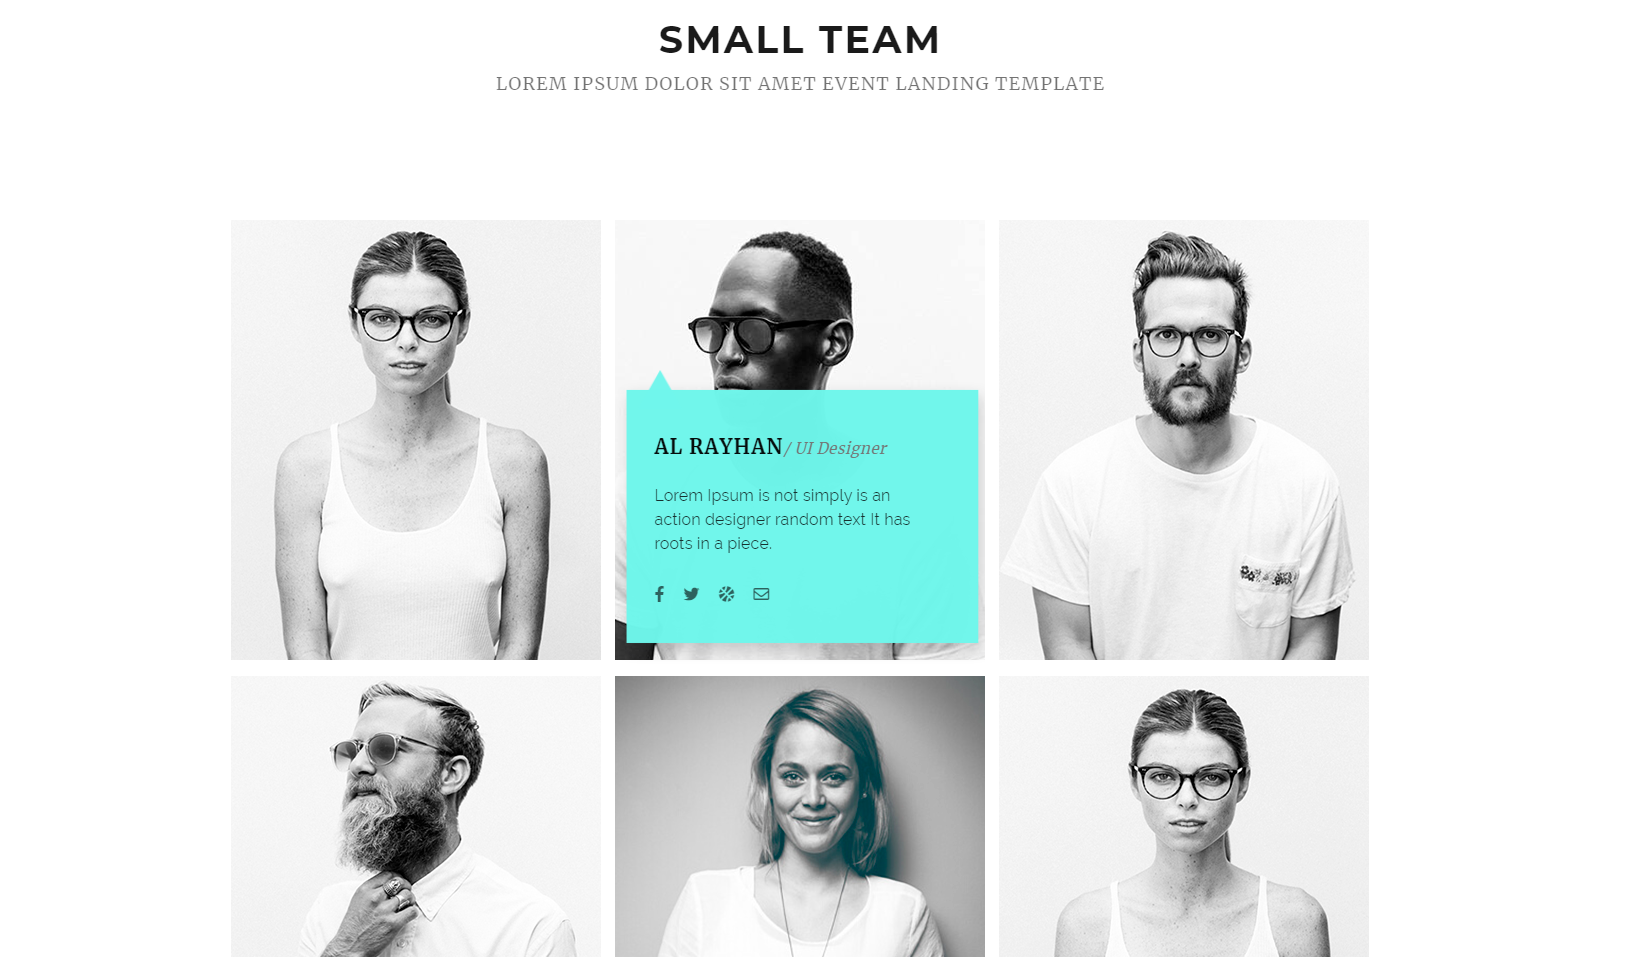 SMALL TEAM
LOREM IPSUM DOLOR SIT AMET EVENT LANDING TEMPLATE
AL RAYHAN/ UI Designer
Lorem Ipsum is not simply is an
action designer random text It has
roots in a piece.